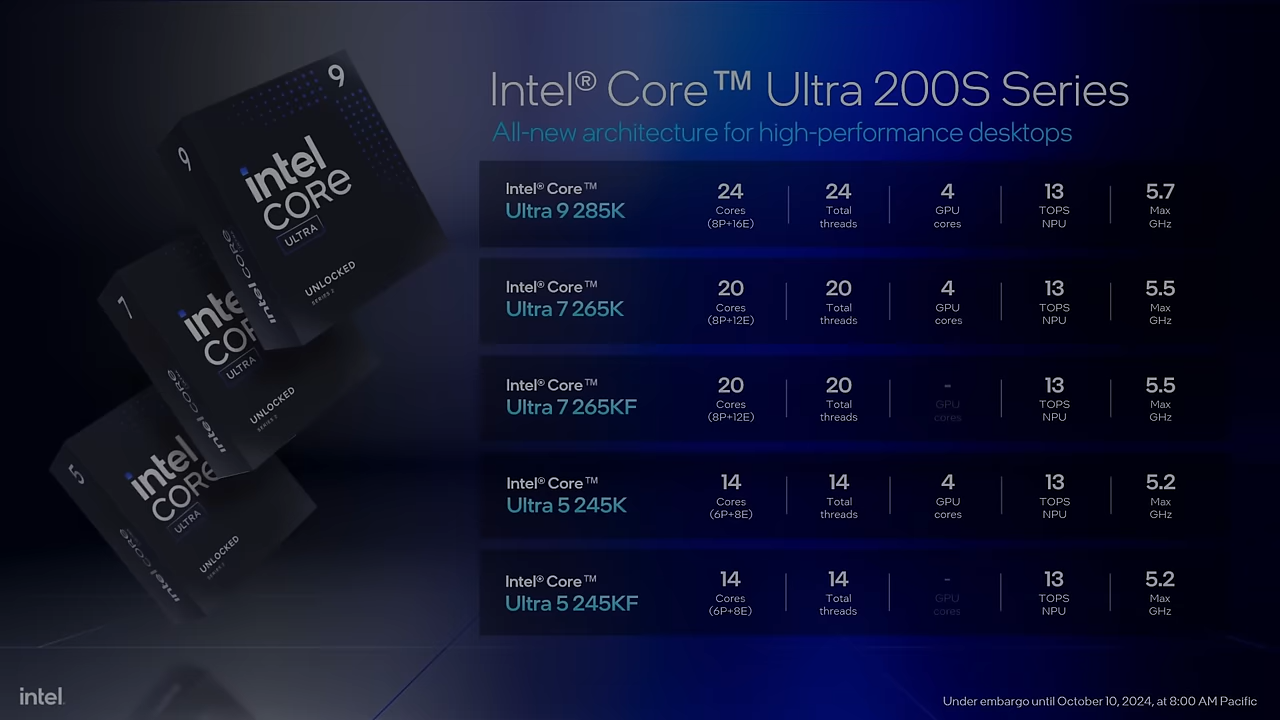 Intel® Core™ Ultra 200S Series
All-new architecture for high-performance desktops
Intel® Core™
Ultra 9 285K
24
Cores
(8P+16E)
24
Total
threads
4
GPU
cores
13
TOPS
NPU
5.7
Max
GHz
Intel® Core™
Ultra 7 265K
20
Cores
(8P+12E)
20
Total
threads
4
GPU
cores
13
TOPS
NPU
5.5
Max
GHz
Intel® Core™
Ultra 7 265KF
20
Cores
(8P+12E)
20
Total
threads
-
GPU
cores
13
TOPS
NPU
5.5
Max
GHz
Intel® Core™
Ultra 5 245K
14
Cores
(6P+8E)
14
Total
threads
4
GPU
cores
13
TOPS
NPU
5.2
Max
GHz
Intel® Core™
Ultra 5 245KF
14
Cores
(6P+8E)
14
Total
threads
-
GPU
cores
13
TOPS
NPU
5.2
Max
GHz
9
9
intel
CORE
ULTRA
UNLOCKED
SERIES 2
intel CORE
7
inte
COR
ULTRA
UNLOCKED
intel
5
intel
CORE
ULTRA
UNLOCKED
intel CORE
intel
Under embargo until October 10, 2024, at 8:00 AM Pacific